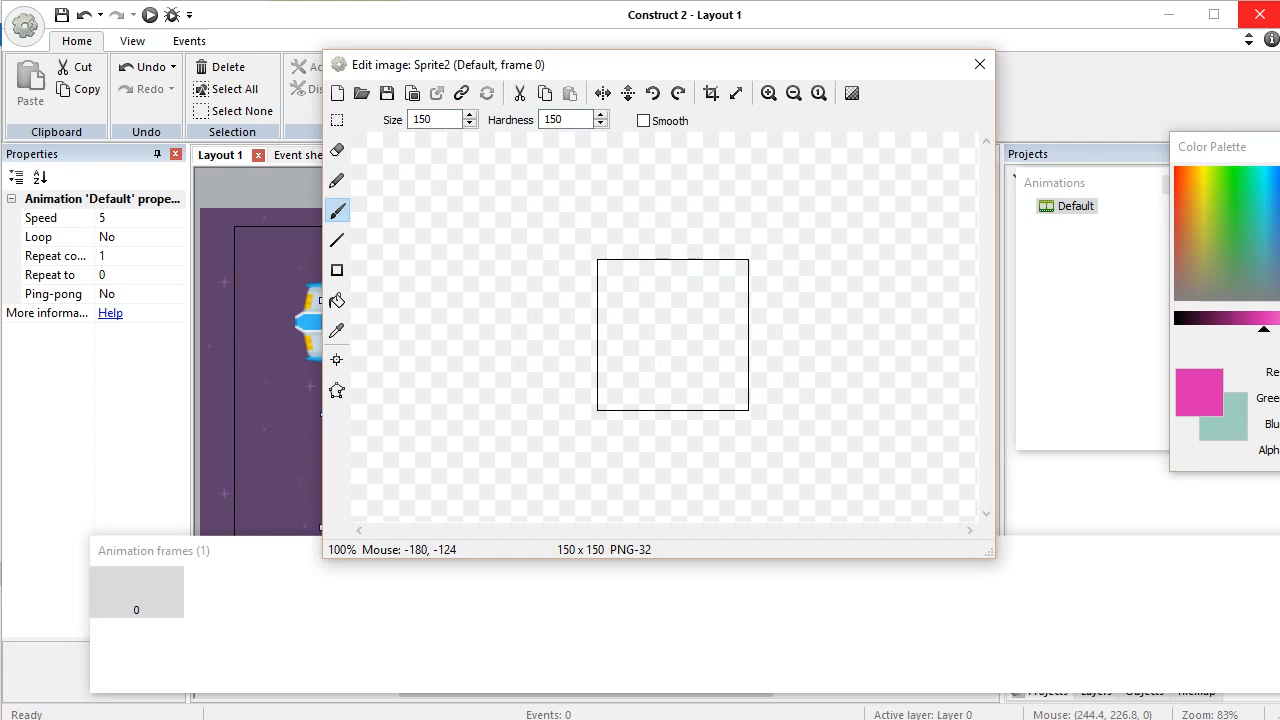 Construct 2 - Layout 1
Home View Events
Paste
Cut
Copy
Clipboard
Undo
Redo
Undo
Delete
Select All
Select None
Selection
Properties
Animation 'Default' prope...
Speed 5
Loop No
Repeat co... 1
Repeat to 0
Ping-pong No
More informa... Help
Layout 1 Event she
Edit image: Sprite2 (Default, frame 0)
Size 150 Hardness 150 Smooth
100% Mouse: -180, -124 150 x 150 PNG-32
Projects
Animations
Default
Color Palette
Re
Gree
Blu
Alph
Animation frames (1)
0
Projects Layers Objects Tilemap
Ready Events: 0 Active layer: Layer 0 Mouse: (244.4, 226.8, 0) Zoom: 83%